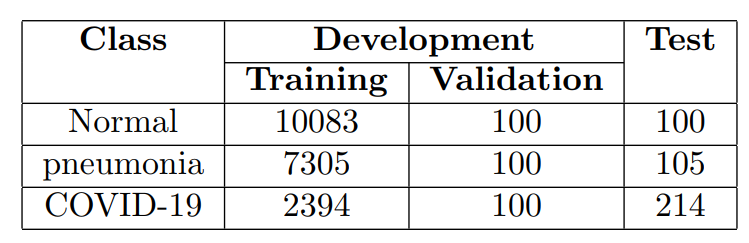 Class Development Test
Training Validation
Normal 10083 100 100
pneumonia 7305 100 105
COVID-19 2394 100 214